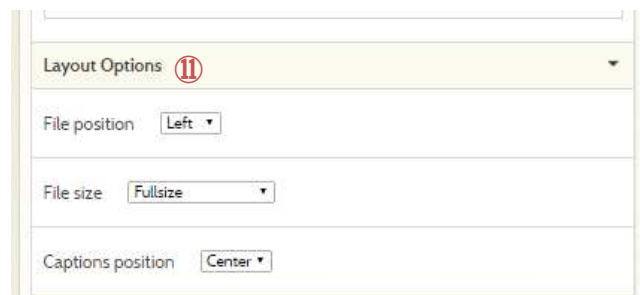 Layout Options ⑪
File position Left
File size Fullsize
Captions position Center